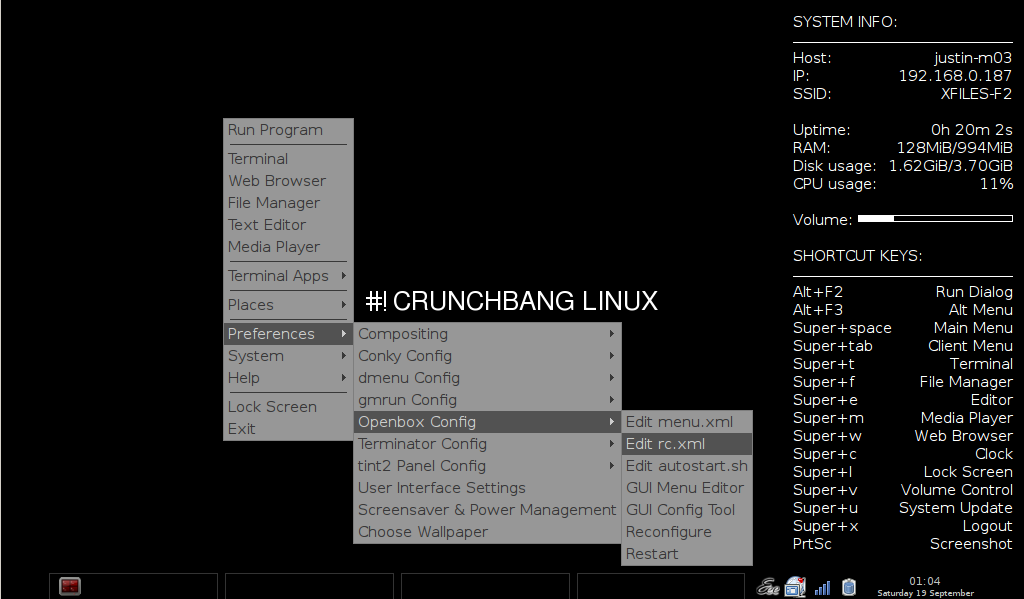 Run Program
Terminal
Web Browser
File Manager
Text Editor
Media Player
Terminal Apps
Places
Preferences
System
Help
Lock Screen
Exit
#! CRUNCHBANG LINUX
Compositing
Conky Config
dmenu Config
gmrun Config
Openbox Config
Terminator Config
tint2 Panel Config
User Interface Settings
Screensaver & Power Management
Choose Wallpaper
Edit menu.xml
Edit rc.xml
Edit autostart.sh
GUI Menu Editor
GUI Config Tool
Reconfigure
Restart
SYSTEM INFO:
Host: justin-m03
IP: 192.168.0.187
SSID: XFILES-F2
Uptime: 0h 20m 2s
RAM: 128MiB/994MiB
Disk usage: 1.62GiB/3.70GiB
CPU usage: 11%
Volume:
SHORTCUT KEYS:
Alt+F2 Run Dialog
Alt+F3 Alt Menu
Super+space Main Menu
Super+tab Client Menu
Super+t Terminal
Super+f File Manager
Super+e Editor
Super+m Media Player
Super+w Web Browser
Super+c Clock
Super+l Lock Screen
Super+v Volume Control
Super+u System Update
Super+x Logout
PrtSc Screenshot
01:04
Saturday 19 September